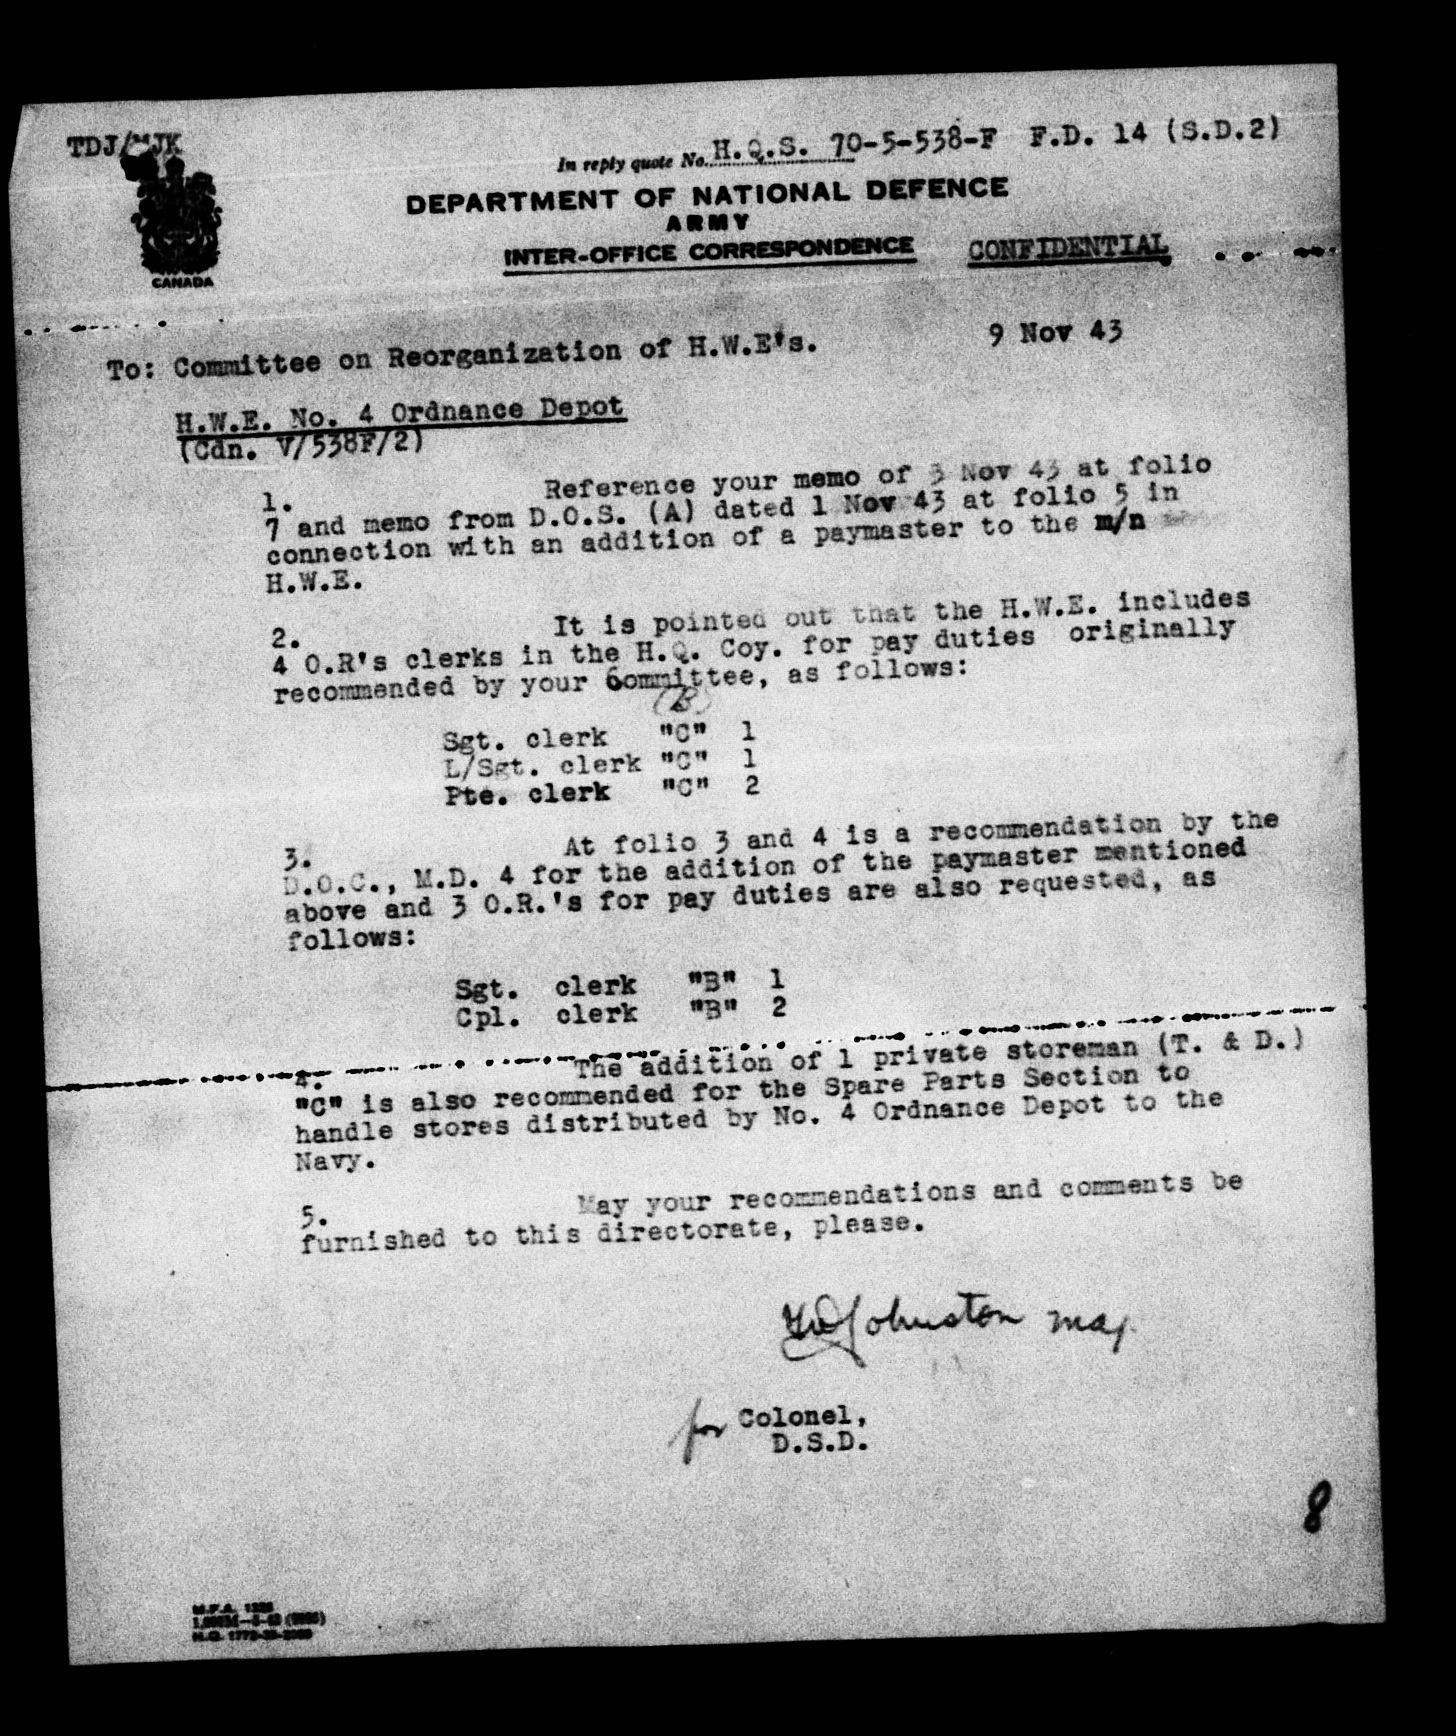 TDJ/MJK
In reply quote No. H.Q.S. 70-5-538-F F.D. 14 (S.D.2)
DEPARTMENT OF NATIONAL DEFENCE
ARMY
INTER-OFFICE CORRESPONDENCE CONFIDENTIAL
CANADA
9 Nov 43
To: Committee on Reorganization of H.W.E's.
H.W.E. No. 4 Ordnance Depot
(Cdn. V/538F/2)
1. Reference your memo of 3 Nov 43 at folio
7 and memo from D.O.S. (A) dated 1 Nov 43 at folio 5 in
connection with an addition of a paymaster to the m/n
H.W.E.
2. It is pointed out that the H.W.E. includes
4 O.R's clerks in the H.Q. Coy. for pay duties originally
recommended by your Committee, as follows:
(B)
Sgt. clerk "C" 1
L/Sgt. clerk "C" 1
Pte. clerk "C" 2
3. At folio 3 and 4 is a recommendation by the
D.O.C., M.D. 4 for the addition of the paymaster mentioned
above and 3 O.R.'s for pay duties are also requested, as
follows:
Sgt. clerk "B" 1
Cpl. clerk "B" 2
4. The addition of 1 private storeman (T. & D.)
"C" is also recommended for the Spare Parts Section to
handle stores distributed by No. 4 Ordnance Depot to the
Navy.
5. May your recommendations and comments be
furnished to this directorate, please.
Johnston Maj.
for Colonel,
D.S.D.
8
M.F.A.